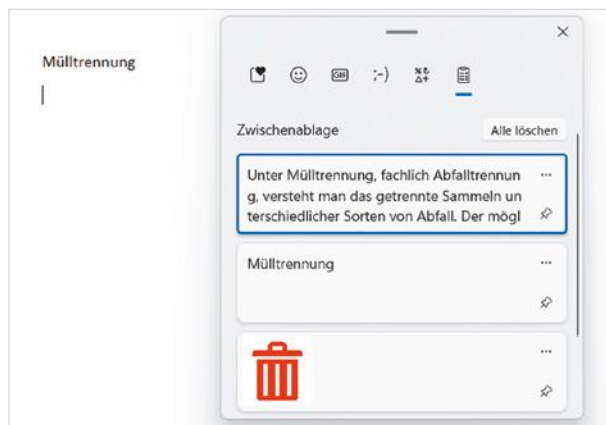 Mülltrennung
GIF
;-)
Zwischenablage
Alle löschen
Unter Mülltrennung, fachlich Abfalltrennun
g, versteht man das getrennte Sammeln un
terschiedlicher Sorten von Abfall. Der mögl
Mülltrennung